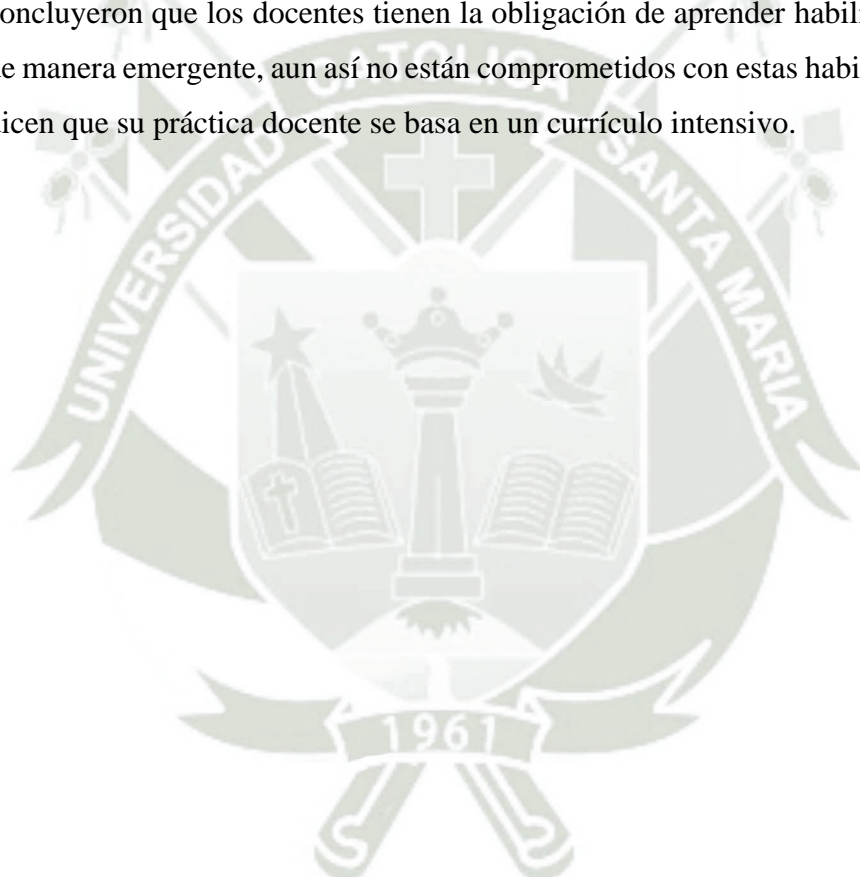 oncluyeron que los docentes tienen la obligación de aprender habili
e manera emergente, aun así no están comprometidos con estas habi
icen que su práctica docente se basa en un currículo intensivo.
UNIVERSIDAD CATOLICA SANTA MARIA
1961